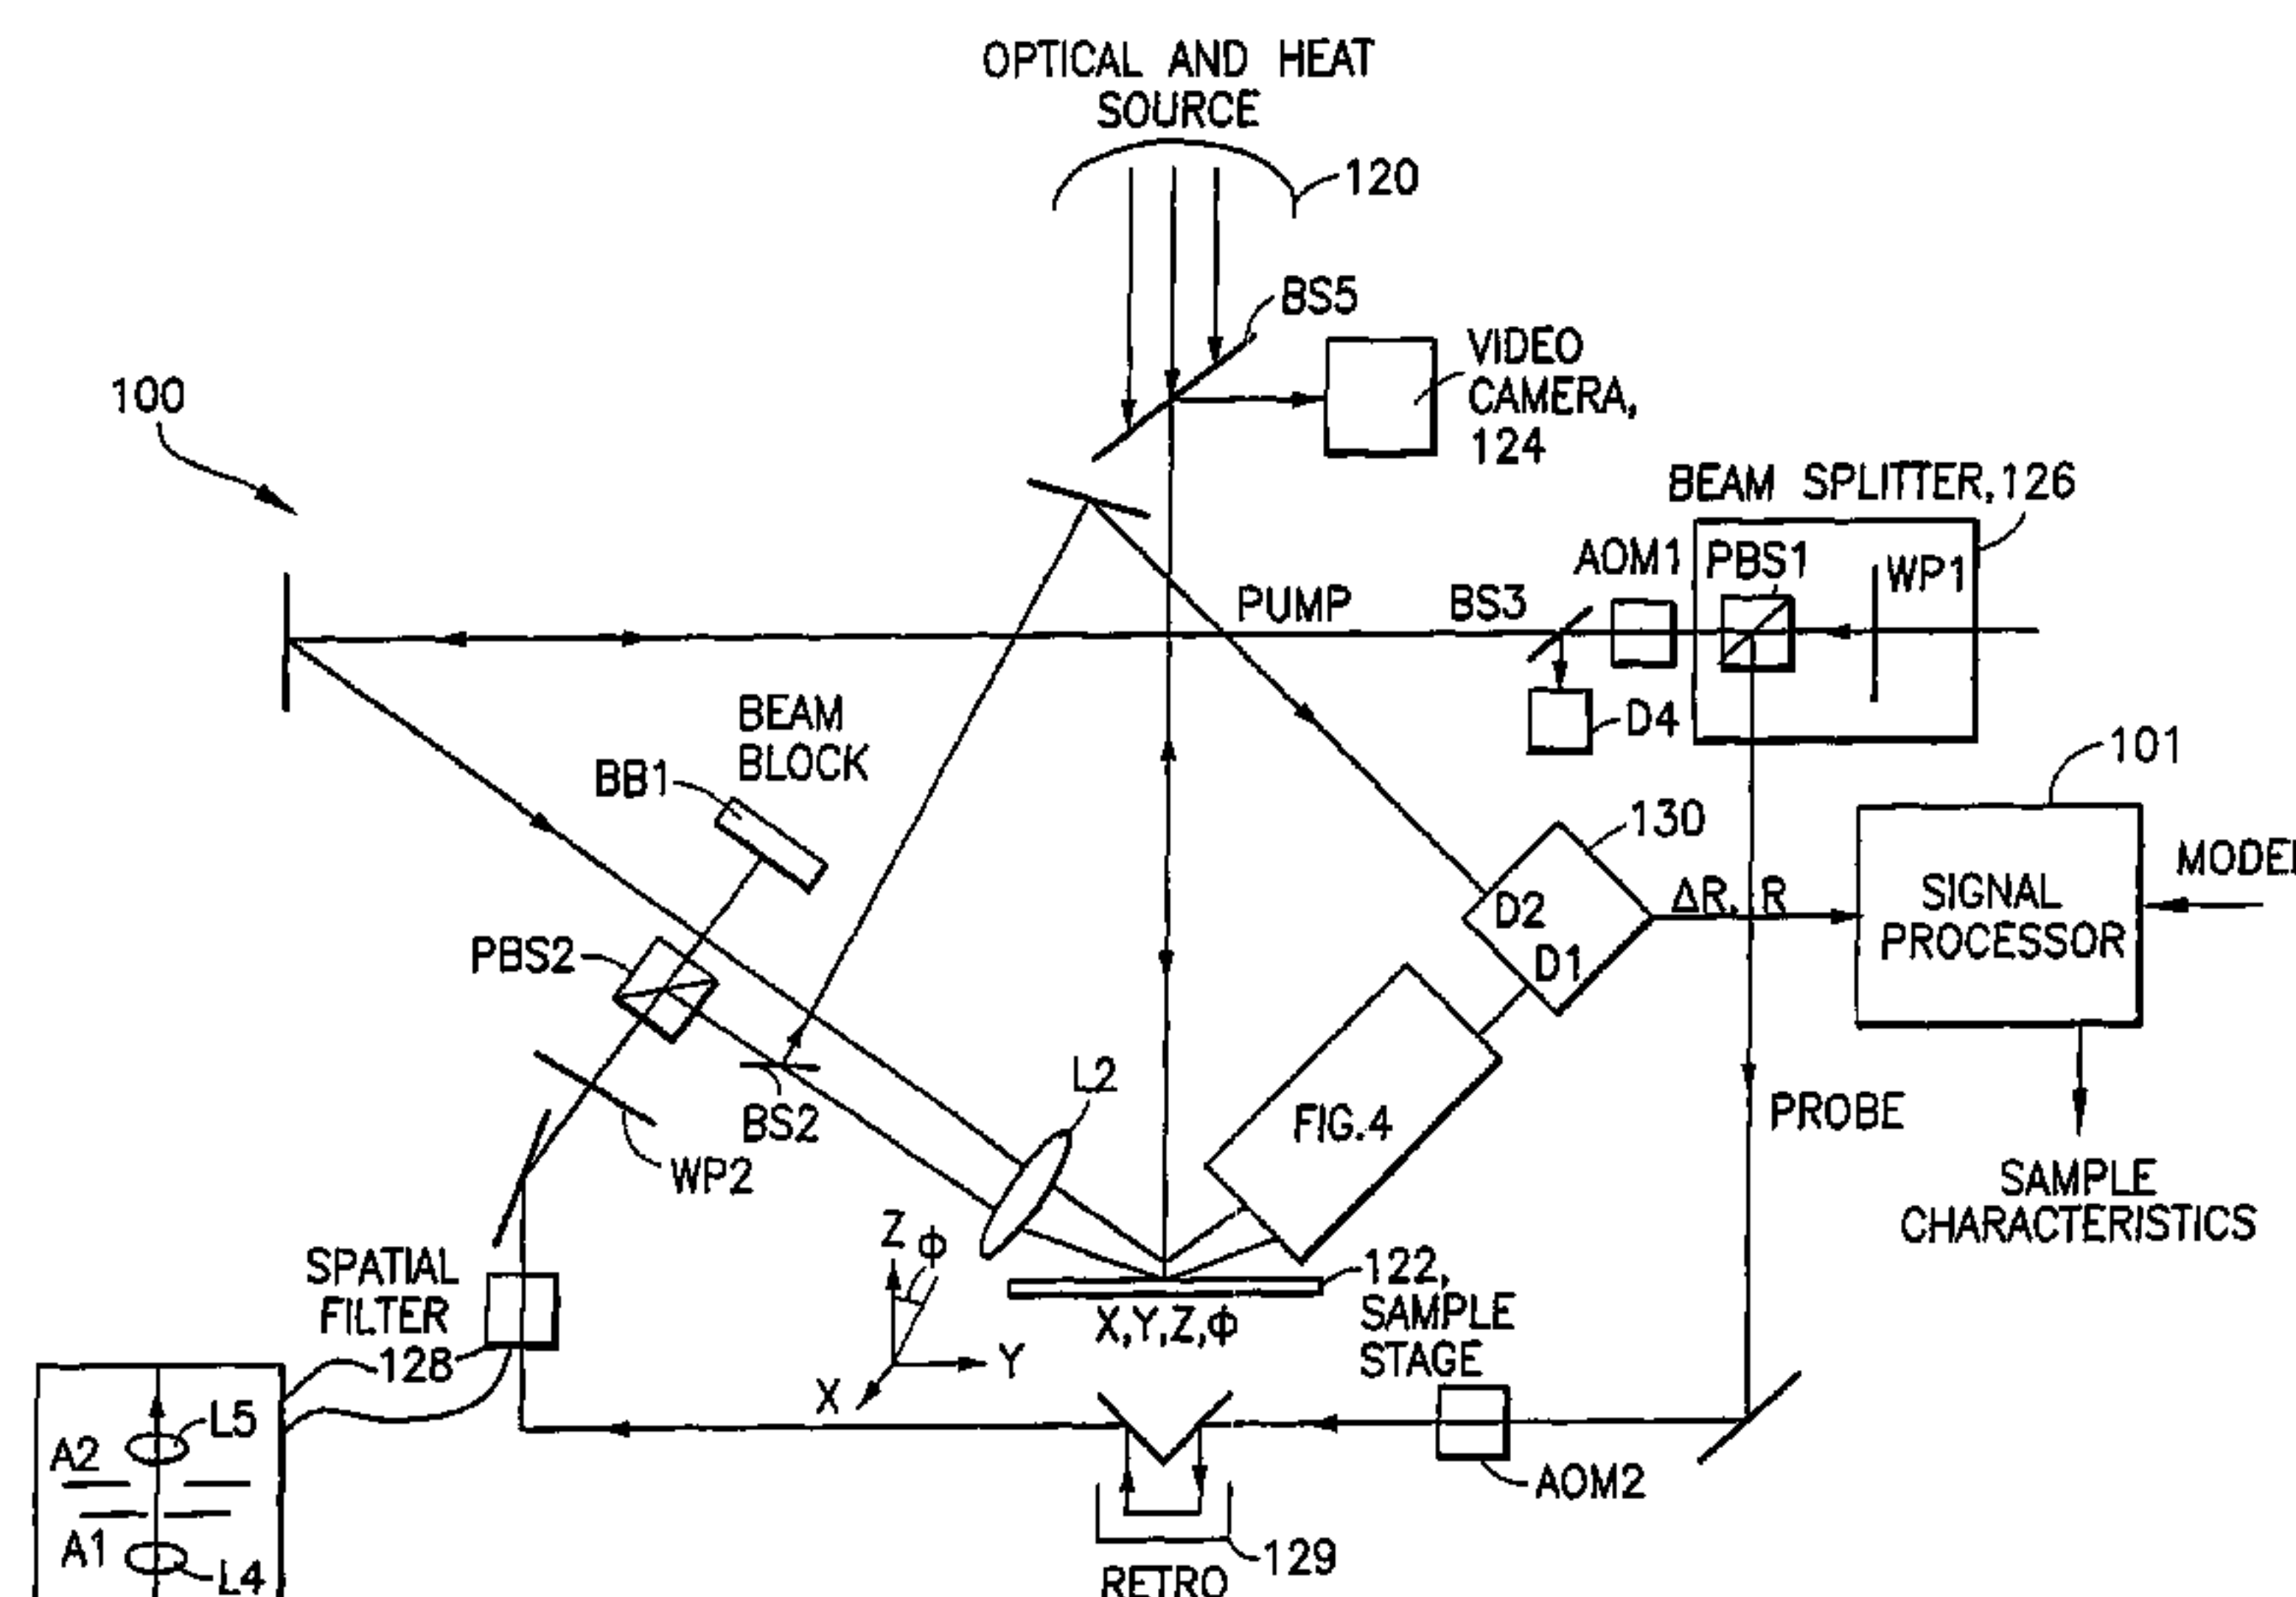 OPTICAL AND HEAT
SOURCE
120
BS5
VIDEO
CAMERA,
124
100
BEAM SPLITTER, 126
AOM1
PBS1
WP1
PUMP
BS3
D4
BEAM
BLOCK
BB1
101
130
MODEL
ΔR, R
SIGNAL
PROCESSOR
D2
D1
PBS2
L2
BS2
FIG.4
PROBE
WP2
SAMPLE
CHARACTERISTICS
Z
Φ
SPATIAL
FILTER
128
122,
SAMPLE
STAGE
X,Y,Z,Φ
Y
X
L5
A2
AOM2
A1
L4
129
RETRO